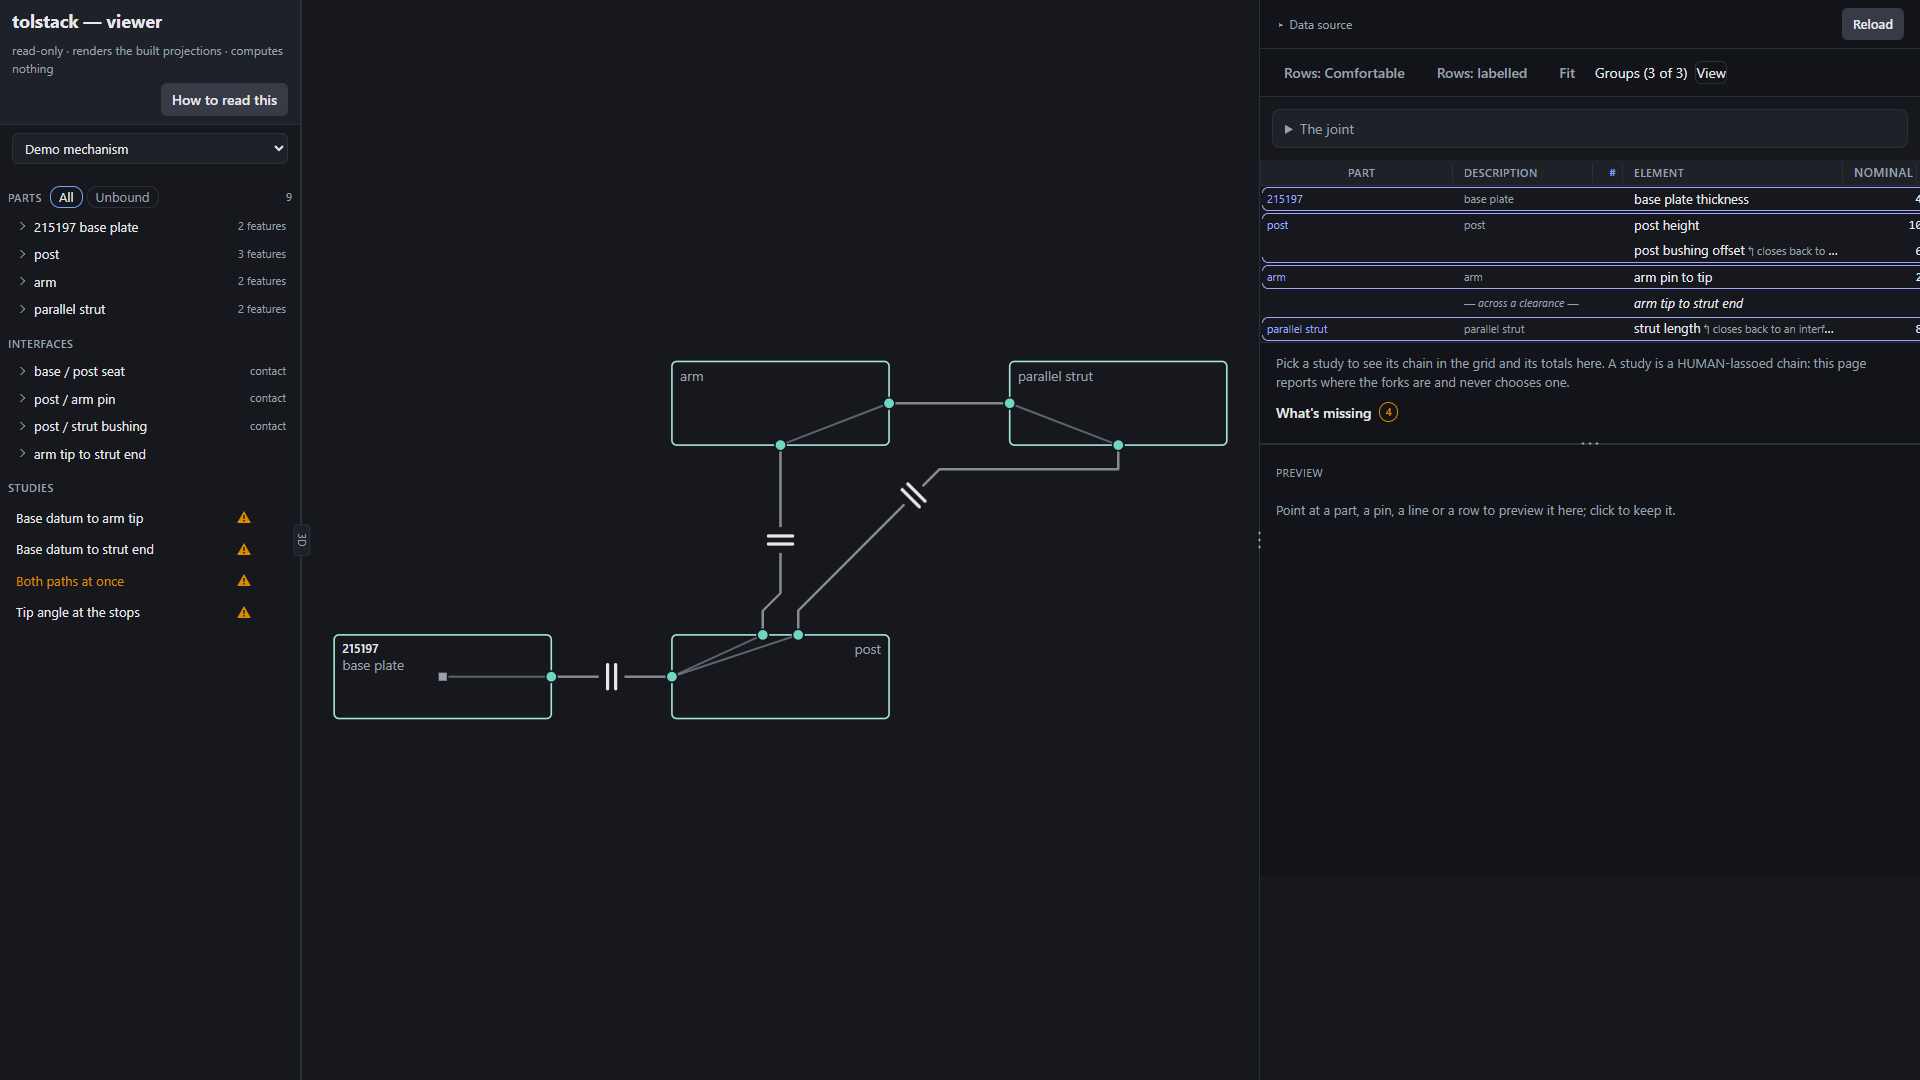 tolstack — viewer
read-only · renders the built projections · computes
nothing
How to read this
Demo mechanism
PARTS All Unbound 9
215197 base plate 2 features
post 3 features
arm 2 features
parallel strut 2 features
INTERFACES
base / post seat contact
post / arm pin contact
post / strut bushing contact
arm tip to strut end
STUDIES
Base datum to arm tip
Base datum to strut end
Both paths at once
Tip angle at the stops
3D
arm
parallel strut
215197
base plate
post
Data source
Reload
Rows: Comfortable Rows: labelled Fit Groups (3 of 3) View
The joint
PART DESCRIPTION # ELEMENT NOMINAL
215197 base plate base plate thickness
post post post height
post bushing offset ↰ closes back to ...
arm arm arm pin to tip
— across a clearance — arm tip to strut end
parallel strut parallel strut strut length ↰ closes back to an interf...
Pick a study to see its chain in the grid and its totals here. A study is a HUMAN-lassoed chain: this page
reports where the forks are and never chooses one.
What's missing 4
PREVIEW
Point at a part, a pin, a line or a row to preview it here; click to keep it.